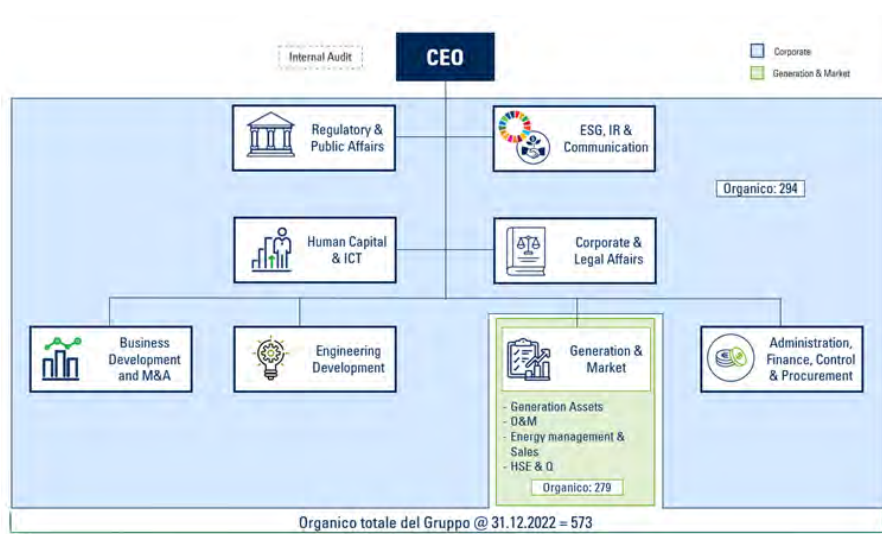 Internal Audit
CEO
Corporate
Generation & Market
Regulatory &
Public Affairs
ESG, IR &
Communication
Organico: 294
Human Capital
& ICT
Corporate &
Legal Affairs
Business
Development
and M&A
Engineering
Development
Generation &
Market
Administration,
Finance, Control
& Procurement
- Generation Assets
- O&M
- Energy management &
Sales
- HSE & Q
Organico: 279
Organico totale del Gruppo @ 31.12.2022 = 573